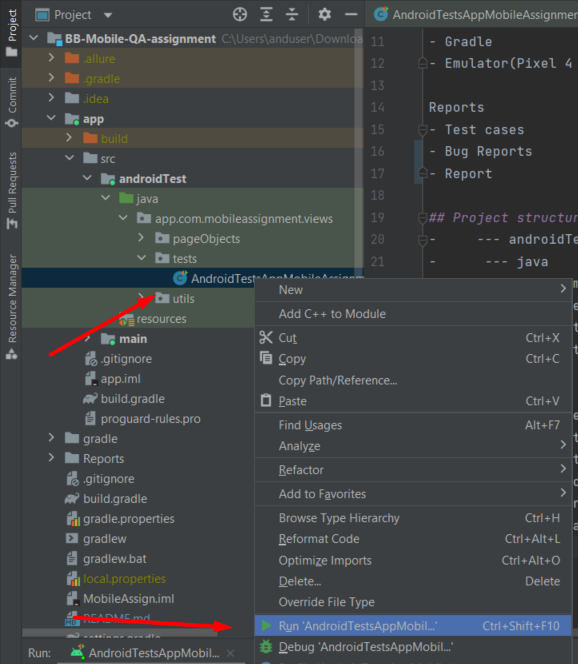 Project
BB-Mobile-QA-assignment C:\Users\anduser\Downloa
.allure
.gradle
.idea
app
build
src
androidTest
java
app.com.mobileassignment.views
pageObjects
tests
AndroidTestsAppMobileAssignm
utils
resources
main
.gitignore
app.iml
build.gradle
proguard-rules.pro
gradle
Reports
.gitignore
build.gradle
gradle.properties
gradlew
gradlew.bat
local.properties
MobileAssign.iml
README.md
settings.gradle
Project
Commit
Pull Requests
Resource Manager
AndroidTestsAppMobileAssignmen
11 - Gradle
12 - Emulator(Pixel 4
13
14 Reports
15 - Test cases
16 - Bug Reports
17 - Report
18
19 ## Project structur
20 - --- androidTe
21 - --- java
New
Add C++ to Module
Cut Ctrl+X
Copy Ctrl+C
Copy Path/Reference...
Paste Ctrl+V
Find Usages Alt+F7
Analyze
Refactor
Add to Favorites
Browse Type Hierarchy Ctrl+H
Reformat Code Ctrl+Alt+L
Optimize Imports Ctrl+Alt+O
Delete... Delete
Override File Type
Run 'AndroidTestsAppMobil...' Ctrl+Shift+F10
Debug 'AndroidTestsAppMobil...'
Run: AndroidTestsAppMobil...